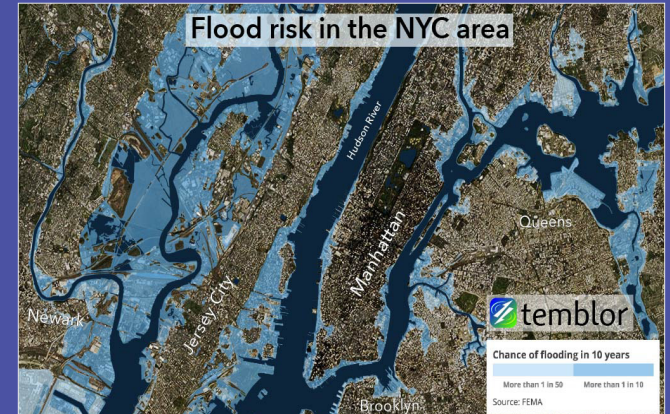 Flood risk in the NYC area
Hudson River
Manhattan
Queens
Jersey City
Newark
temblor
Chance of flooding in 10 years
More than 1 in 50 More than 1 in 10
Source: FEMA
Brooklyn